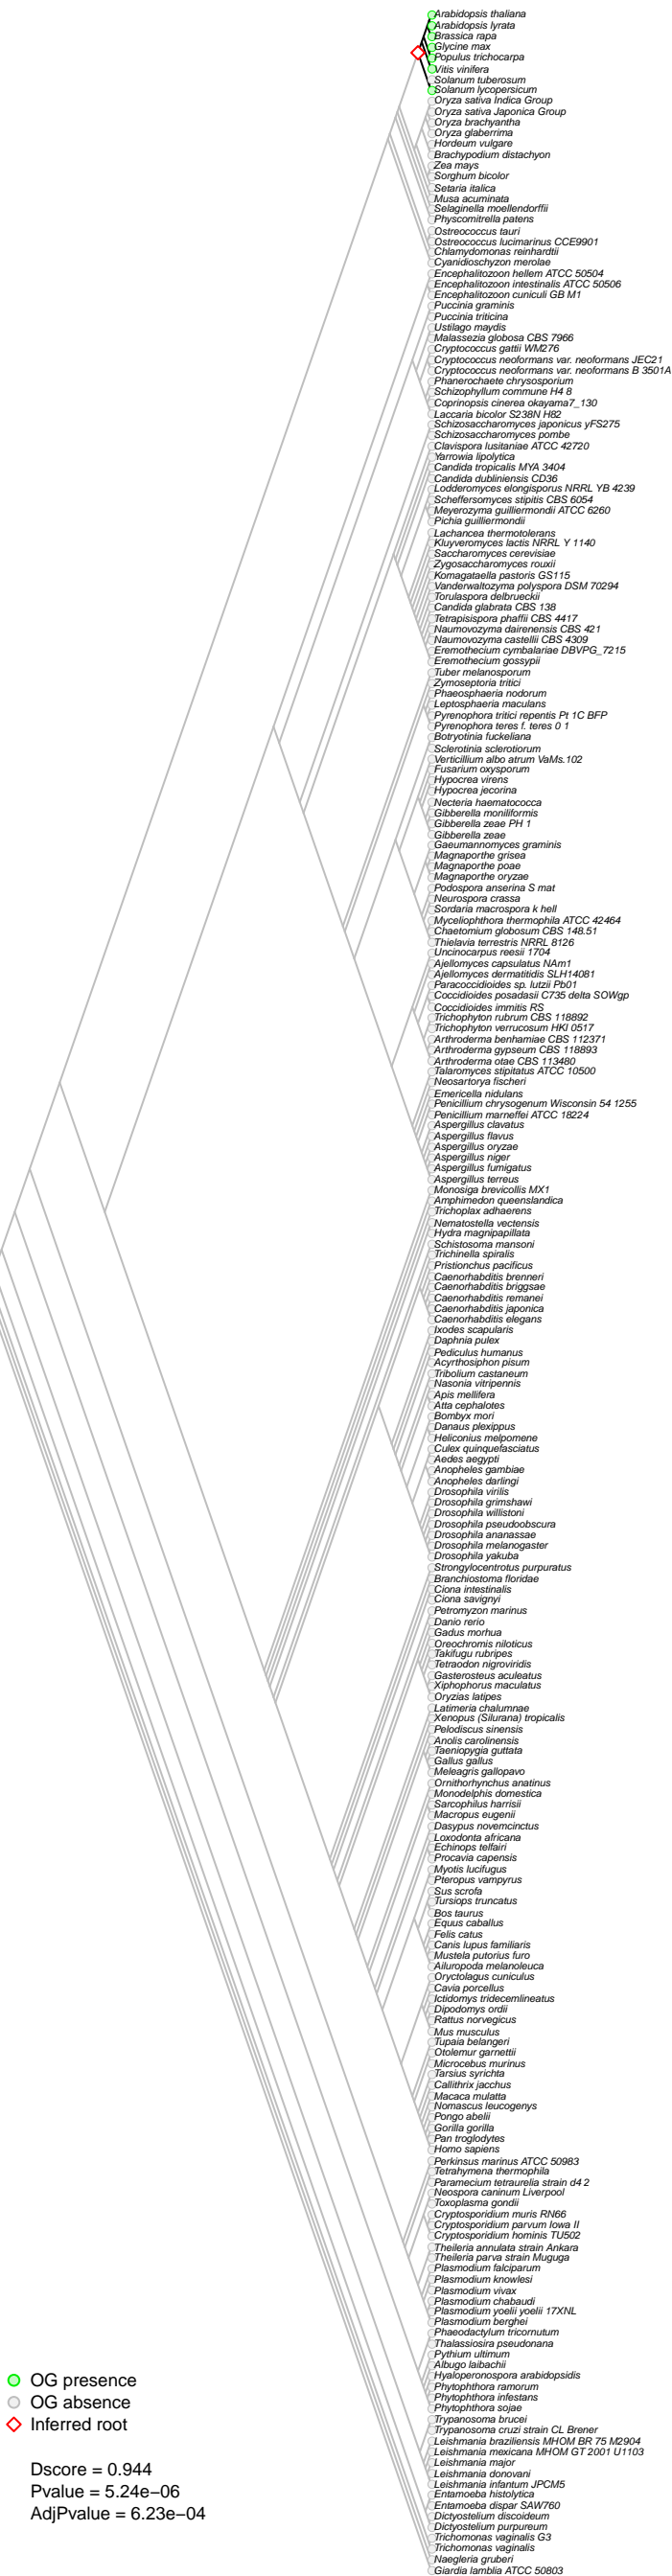 Arabidopsis thaliana
Arabidopsis lyrata
Brassica rapa
Glycine max
Populus trichocarpa
Vitis vinifera
Solanum tuberosum
Solanum lycopersicum
Oryza sativa Indica Group
Oryza sativa Japonica Group
Oryza brachyantha
Oryza glaberrima
Hordeum vulgare
Brachypodium distachyon
Zea mays
Sorghum bicolor
Setaria italica
Musa acuminata
Selaginella moellendorffii
Physcomitrella patens
Ostreococcus tauri
Ostreococcus lucimarinus CCE9901
Chlamydomonas reinhardtii
Cyanidioschyzon merolae
Encephalitozoon hellem ATCC 50504
Encephalitozoon intestinalis ATCC 50506
Encephalitozoon cuniculi GB M1
Puccinia graminis
Puccinia triticina
Ustilago maydis
Malassezia globosa CBS 7966
Cryptococcus gattii WM276
Cryptococcus neoformans var. neoformans JEC21
Cryptococcus neoformans var. neoformans B 3501A
Phanerochaete chrysosporium
Schizophyllum commune H4 8
Coprinopsis cinerea okayama7_130
Laccaria bicolor S238N H82
Schizosaccharomyces japonicus yFS275
Schizosaccharomyces pombe
Clavispora lusitaniae ATCC 42720
Yarrowia lipolytica
Candida tropicalis MYA 3404
Candida dubliniensis CD36
Lodderomyces elongisporus NRRL YB 4239
Scheffersomyces stipitis CBS 6054
Meyerozyma guilliermondii ATCC 6260
Pichia guilliermondii
Lachancea thermotolerans
Kluyveromyces lactis NRRL Y 1140
Saccharomyces cerevisiae
Zygosaccharomyces rouxii
Komagataella pastoris GS115
Vanderwaltozyma polyspora DSM 70294
Torulaspora delbrueckii
Candida glabrata CBS 138
Tetrapisispora phaffii CBS 4417
Naumovozyma dairenensis CBS 421
Naumovozyma castellii CBS 4309
Eremothecium cymbalariae DBVPG_7215
Eremothecium gossypii
Tuber melanosporum
Zymoseptoria tritici
Phaeosphaeria nodorum
Leptosphaeria maculans
Pyrenophora tritici repentis Pt 1C BFP
Pyrenophora teres f. teres 0 1
Botryotinia fuckeliana
Sclerotinia sclerotiorum
Verticillium albo atrum VaMs.102
Fusarium oxysporum
Hypocrea virens
Hypocrea jecorina
Necteria haematococca
Gibberella moniliformis
Gibberella zeae PH 1
Gibberella zeae
Gaeumannomyces graminis
Magnaporthe grisea
Magnaporthe poae
Magnaporthe oryzae
Podospora anserina S mat
Neurospora crassa
Sordaria macrospora k hell
Myceliophthora thermophila ATCC 42464
Chaetomium globosum CBS 148.51
Thielavia terrestris NRRL 8126
Uncinocarpus reesii 1704
Ajellomyces capsulatus NAm1
Ajellomyces dermatitidis SLH14081
Paracoccidioides sp. lutzii Pb01
Coccidioides posadasii C735 delta SOWgp
Coccidioides immitis RS
Trichophyton rubrum CBS 118892
Trichophyton verrucosum HKI 0517
Arthroderma benhamiae CBS 112371
Arthroderma gypseum CBS 118893
Arthroderma otae CBS 113480
Talaromyces stipitatus ATCC 10500
Neosartorya fischeri
Emericella nidulans
Penicillium chrysogenum Wisconsin 54 1255
Penicillium marneffei ATCC 18224
Aspergillus clavatus
Aspergillus flavus
Aspergillus oryzae
Aspergillus niger
Aspergillus fumigatus
Aspergillus terreus
Monosiga brevicollis MX1
Amphimedon queenslandica
Trichoplax adhaerens
Nematostella vectensis
Hydra magnipapillata
Schistosoma mansoni
Trichinella spiralis
Pristionchus pacificus
Caenorhabditis brenneri
Caenorhabditis briggsae
Caenorhabditis remanei
Caenorhabditis japonica
Caenorhabditis elegans
Ixodes scapularis
Daphnia pulex
Pediculus humanus
Acyrthosiphon pisum
Tribolium castaneum
Nasonia vitripennis
Apis mellifera
Atta cephalotes
Bombyx mori
Danaus plexippus
Heliconius melpomene
Culex quinquefasciatus
Aedes aegypti
Anopheles gambiae
Anopheles darlingi
Drosophila virilis
Drosophila grimshawi
Drosophila willistoni
Drosophila pseudoobscura
Drosophila ananassae
Drosophila melanogaster
Drosophila yakuba
Strongylocentrotus purpuratus
Branchiostoma floridae
Ciona intestinalis
Ciona savignyi
Petromyzon marinus
Danio rerio
Gadus morhua
Oreochromis niloticus
Takifugu rubripes
Tetraodon nigroviridis
Gasterosteus aculeatus
Xiphophorus maculatus
Oryzias latipes
Latimeria chalumnae
Xenopus (Silurana) tropicalis
Pelodiscus sinensis
Anolis carolinensis
Taeniopygia guttata
Gallus gallus
Meleagris gallopavo
Ornithorhynchus anatinus
Monodelphis domestica
Sarcophilus harrisii
Macropus eugenii
Dasypus novemcinctus
Loxodonta africana
Echinops telfairi
Procavia capensis
Myotis lucifugus
Pteropus vampyrus
Sus scrofa
Tursiops truncatus
Bos taurus
Equus caballus
Felis catus
Canis lupus familiaris
Mustela putorius furo
Ailuropoda melanoleuca
Oryctolagus cuniculus
Cavia porcellus
Ictidomys tridecemlineatus
Dipodomys ordii
Rattus norvegicus
Mus musculus
Tupaia belangeri
Otolemur garnettii
Microcebus murinus
Tarsius syrichta
Callithrix jacchus
Macaca mulatta
Nomascus leucogenys
Pongo abelii
Gorilla gorilla
Pan troglodytes
Homo sapiens
Perkinsus marinus ATCC 50983
Tetrahymena thermophila
Paramecium tetraurelia strain d4 2
Neospora caninum Liverpool
Toxoplasma gondii
Cryptosporidium muris RN66
Cryptosporidium parvum Iowa II
Cryptosporidium hominis TU502
Theileria annulata strain Ankara
Theileria parva strain Muguga
Plasmodium falciparum
Plasmodium knowlesi
Plasmodium vivax
Plasmodium chabaudi
Plasmodium yoelii yoelii 17XNL
Plasmodium berghei
Phaeodactylum tricornutum
Thalassiosira pseudonana
Pythium ultimum
Albugo laibachii
Hyaloperonospora arabidopsidis
Phytophthora ramorum
Phytophthora infestans
Phytophthora sojae
Trypanosoma brucei
Trypanosoma cruzi strain CL Brener
Leishmania braziliensis MHOM BR 75 M2904
Leishmania mexicana MHOM GT 2001 U1103
Leishmania major
Leishmania donovani
Leishmania infantum JPCM5
Entamoeba histolytica
Entamoeba dispar SAW760
Dictyostelium discoideum
Dictyostelium purpureum
Trichomonas vaginalis G3
Trichomonas vaginalis
Naegleria gruberi
Giardia lamblia ATCC 50803
OG presence
OG absence
Inferred root
Dscore = 0.944
Pvalue = 5.24e−06
AdjPvalue = 6.23e−04